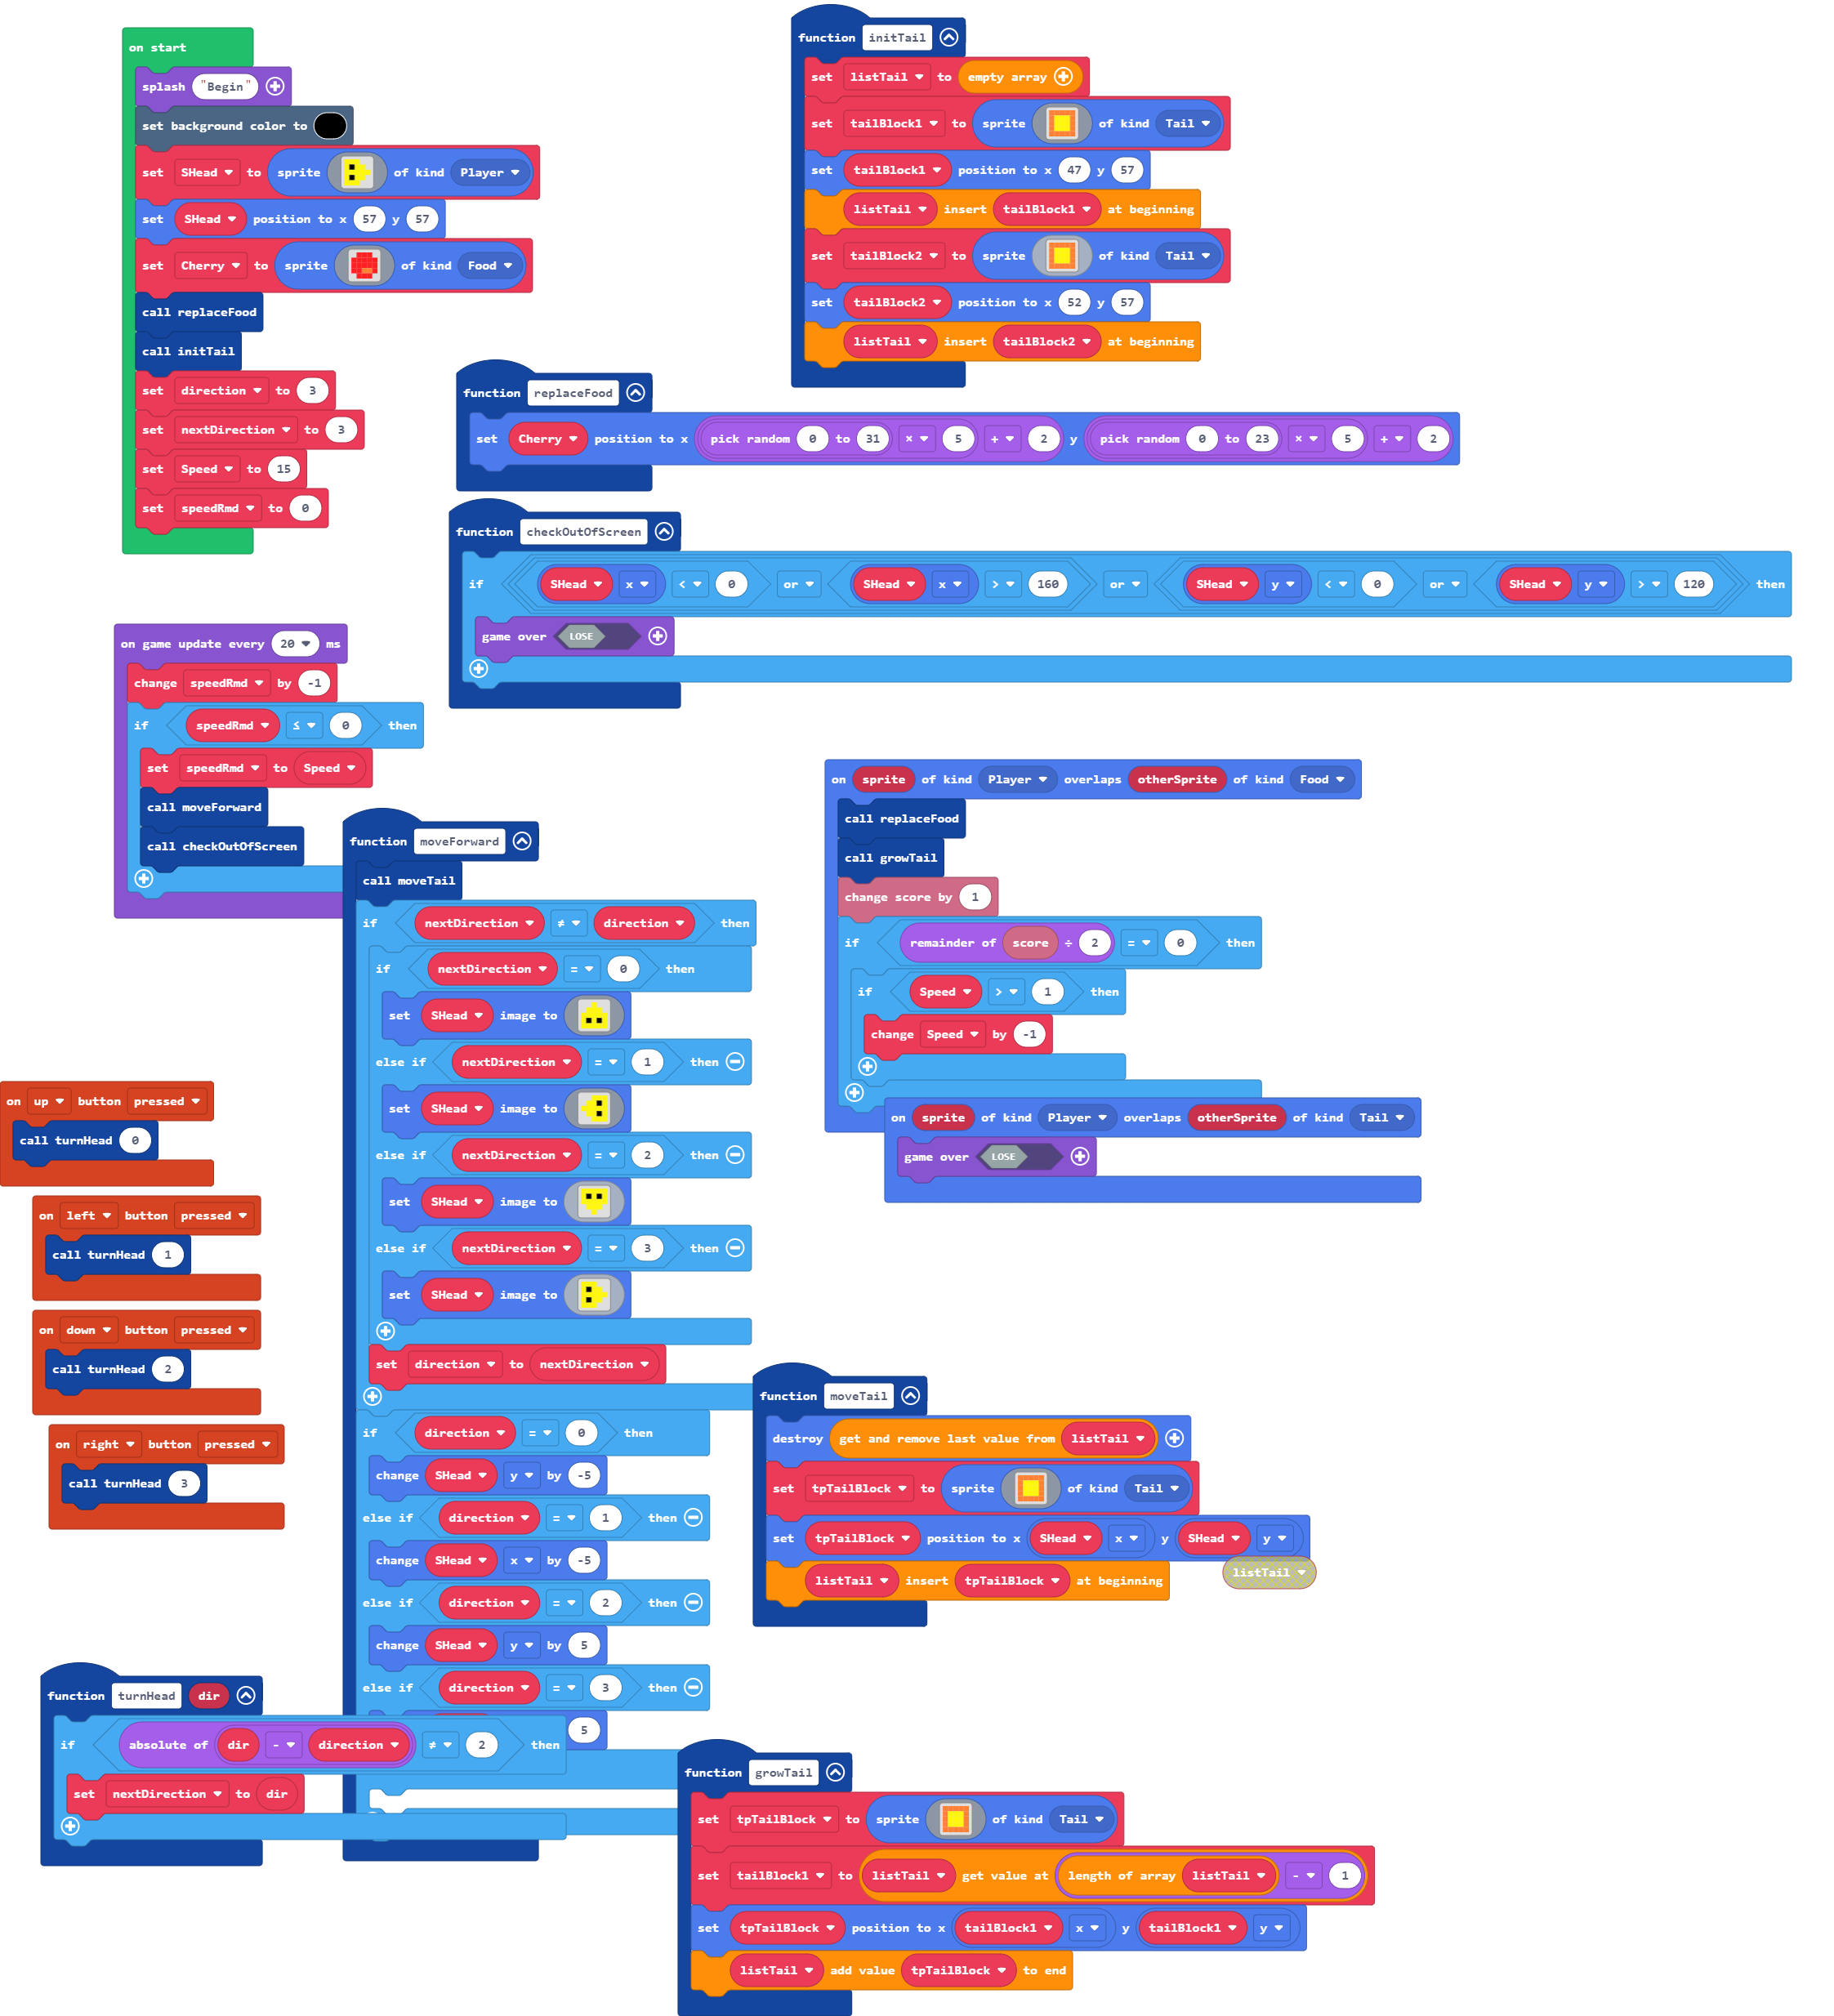 on start
splash "Begin"
set background color to
set SHead to sprite of kind Player
set SHead position to x 57 y 57
set Cherry to sprite of kind Food
call replaceFood
call initTail
set direction to 3
set nextDirection to 3
set Speed to 15
set speedRmd to 0
function initTail
set listTail to empty array
set tailBlock1 to sprite of kind Tail
set tailBlock1 position to x 47 y 57
listTail insert tailBlock1 at beginning
set tailBlock2 to sprite of kind Tail
set tailBlock2 position to x 52 y 57
listTail insert tailBlock2 at beginning
function replaceFood
set Cherry position to x pick random 0 to 31 × 5 + 2 y pick random 0 to 23 × 5 + 2
function checkOutOfScreen
if SHead x < 0 or SHead x > 160 or SHead y < 0 or SHead y > 120 then
game over LOSE
on game update every 20 ms
change speedRmd by -1
if speedRmd ≤ 0 then
set speedRmd to Speed
call moveForward
call checkOutOfScreen
function moveForward
call moveTail
if nextDirection ≠ direction then
if nextDirection = 0 then
set SHead image to
else if nextDirection = 1 then
set SHead image to
else if nextDirection = 2 then
set SHead image to
else if nextDirection = 3 then
set SHead image to
set direction to nextDirection
if direction = 0 then
change SHead y by -5
else if direction = 1 then
change SHead x by -5
else if direction = 2 then
change SHead y by 5
else if direction = 3 then
5
on sprite of kind Player overlaps otherSprite of kind Food
call replaceFood
call growTail
change score by 1
if remainder of score ÷ 2 = 0 then
if Speed > 1 then
change Speed by -1
on sprite of kind Player overlaps otherSprite of kind Tail
game over LOSE
on up button pressed
call turnHead 0
on left button pressed
call turnHead 1
on down button pressed
call turnHead 2
on right button pressed
call turnHead 3
function moveTail
destroy get and remove last value from listTail
set tpTailBlock to sprite of kind Tail
set tpTailBlock position to x SHead x y SHead y
listTail
listTail insert tpTailBlock at beginning
function turnHead dir
if absolute of dir - direction ≠ 2 then
set nextDirection to dir
function growTail
set tpTailBlock to sprite of kind Tail
set tailBlock1 to listTail get value at length of array listTail - 1
set tpTailBlock position to x tailBlock1 x y tailBlock1 y
listTail add value tpTailBlock to end